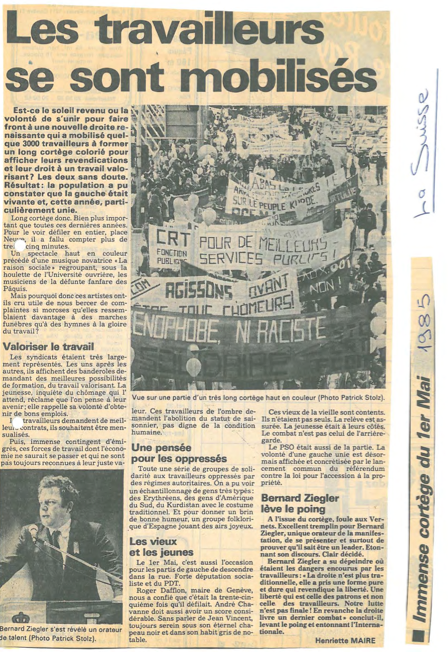 Les travailleurs
se sont mobilisés
Est-ce le soleil revenu ou la
volonté de s'unir pour faire
front à une nouvelle droite re-
naissante qui a mobilisé quel-
que 3000 travailleurs à former
un long cortège colorié pour
afficher leurs revendications
et leur droit à un travail valo-
risant? Les deux sans doute.
Résultat: la population a pu
constater que la gauche était
vivante et, cette année, parti-
culièrement unie.
Long cortège donc. Bien plus impor-
tant que toutes ces dernières années.
Pour le voir défiler en entier, place
il a fallu compter plus de
cinq minutes.
Un spectacle haut en couleur
précédé d'une musique novatrice «La
raison sociale» regroupant, sous la
houlette de l'Université ouvrière, les
musiciens de la défunte fanfare des
Pâquis.
Mais pourquoi donc ces artistes ont-
ils cru utile de nous bercer de com-
plaintes si moroses qu'elles ressem-
blaient davantage à des marches
funèbres qu'à des hymnes à la gloire
du travail?
Valoriser le travail
Les syndicats étaient très large-
ment représentés. Les uns après les
autres, ils affichent des banderoles de-
mandant des meilleures possibilités
de formation, du travail valorisant. La
jeunesse, inquiète du chômage qui l'
attend, réclame que l'on pense à leur
avenir; elle rappelle sa volonté d'obte-
nir de bons emplois.
travailleurs demandent de meil-
contrats, ils souhaitent être men-
sualisés.
Puis, immense contingent d'émi-
grés, ces forces de travail dont l'écono-
mie ne saurait se passer et qui ne sont
pas toujours reconnues à leur juste va-
Bernard Ziegler s'est révélé un orateur
de talent (Photo Patrick Stolz).
SUR LE PEUPLE KURDE
CRT
FONCTION
PUBLIQUE
POUR DE MEILLEURS
SERVICES PUBLICS!
AGISSONS AVANT
TOUS CHOMEURS!
NON!
ENOPHOBE, NI RACISTE
Vue sur une partie d'un très long cortège haut en couleur (Photo Patrick Stolz).
leur. Ces travailleurs de l'ombre de-
mandent l'abolition du statut de sai-
sonnier, pas digne de la condition
humaine.
Une pensée
pour les oppressés
Toute une série de groupes de soli-
darité aux travailleurs oppressés par
des régimes autoritaires. On a pu voir
un échantillonnage de gens très typés:
des Erythréens, des gens d'Amérique
du Sud, du Kurdistan avec le costume
traditionnel. Et pour donner un brin
de bonne humeur, un groupe folklori-
que d'Espagne jouant des airs joyeux.
Les vieux
et les jeunes
Le 1er Mai, c'est aussi l'occasion
pour les partis de gauche de descendre
dans la rue. Forte députation socia-
liste et du PDT.
Roger Dafflon, maire de Genève,
nous a confié que c'était la trente-cin-
quième fois qu'il défilait. André Cha-
vanne doit aussi avoir un score consi-
dérable. Sans parler de Jean Vincent,
toujours serein sous son éternel cha-
peau noir et dans son habit gris de no-
table.
Ces vieux de la vieille sont contents.
Ils n'étaient pas seuls. La relève est as-
surée. La jeunesse était à leurs côtés.
Le combat n'est pas celui de l'arrière-
garde.
Le PSO était aussi de la partie. La
volonté d'une gauche unie est désor-
mais affichée et concrétisée par le lan-
cement commun du référendum
contre la loi pour l'accession à la pro-
priété.
Bernard Ziegler
lève le poing
A l'issue du cortège, foule aux Ver-
nets. Excellent tremplin pour Bernard
Ziegler, unique orateur de la manifesta-
tion, de se présenter et surtout de
prouver qu'il sait être un leader. Eton-
nant son discours. Clair décidé.
Bernard Ziegler a su dépeindre où
étaient les dangers encourus par les
travailleurs: «La droite n'est plus tra-
ditionnelle, elle a pris une forme pure
et dure qui revendique la liberté. Une
liberté qui est celle des patrons et non
celle des travailleurs. Notre lutte
n'est pas finie! En revanche la droite
livre un dernier combat» conclut-il,
levant le poing et entonnant l'Interna-
tionale.
Henriette MAIRE
La Suisse
■ Immense cortège du 1er Mai 1985